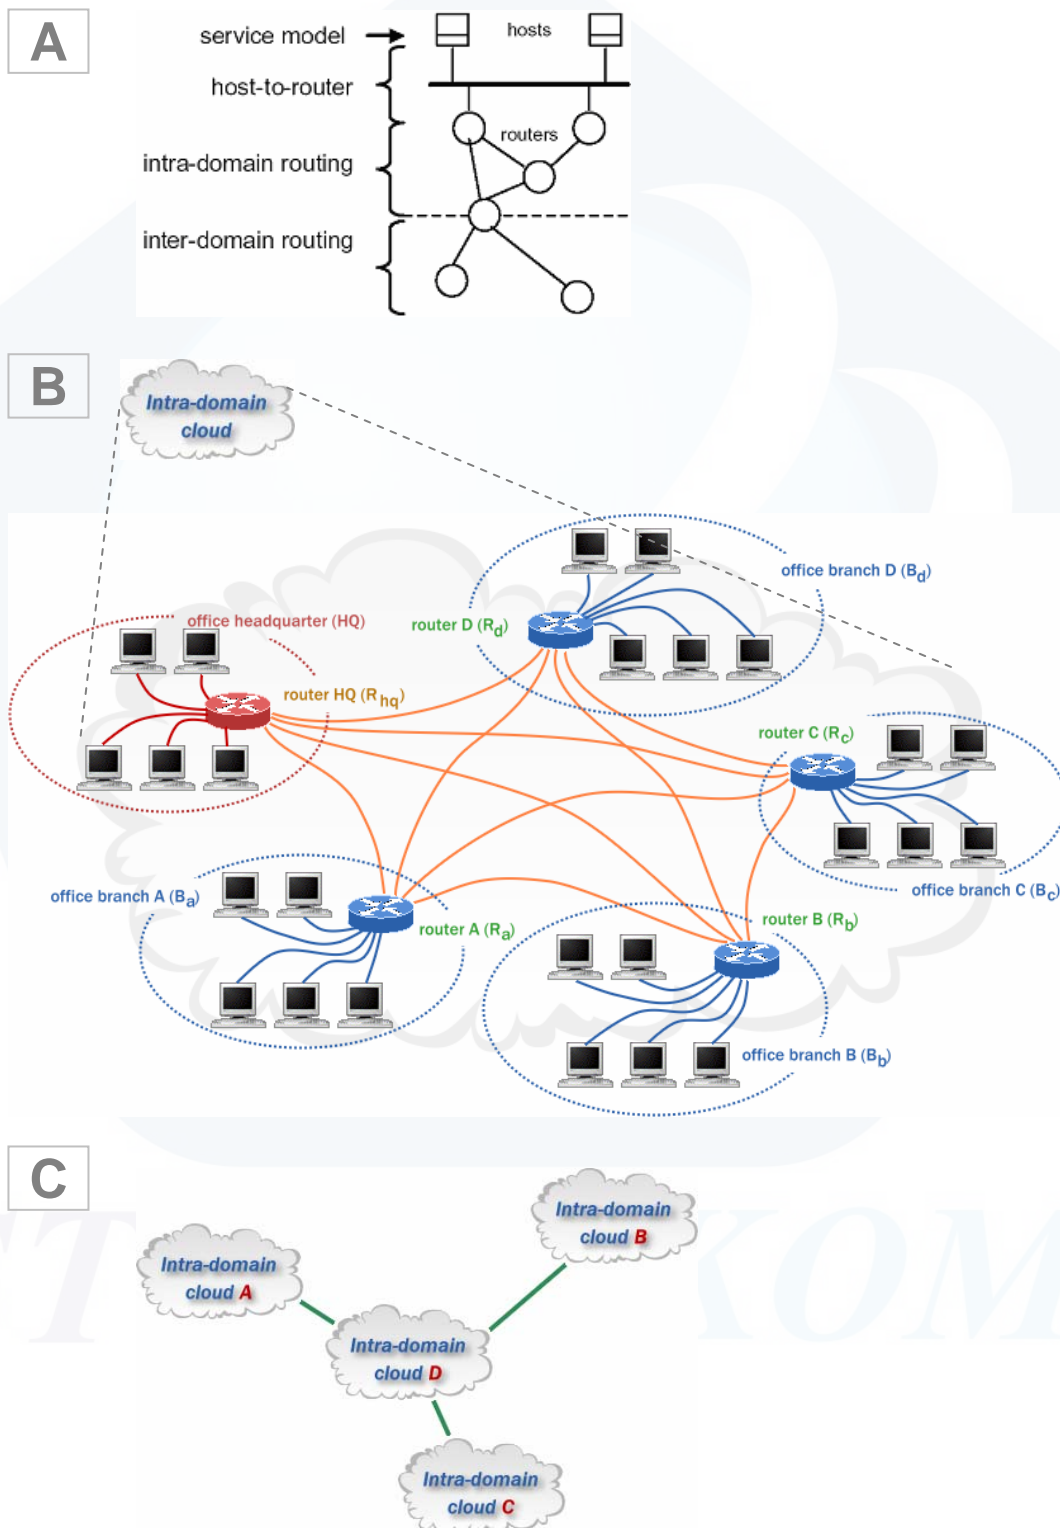 A
service model
hosts
host-to-router
routers
intra-domain routing
inter-domain routing
B
Intra-domain
cloud
office branch D (Bd)
office headquarter (HQ)
router D (Rd)
router HQ (Rhq)
router C (Rc)
office branch A (Ba)
office branch C (Bc)
router B (Rb)
router A (Ra)
office branch B (Bb)
C
Intra-domain
cloud B
Intra-domain
cloud A
Intra-domain
cloud D
Intra-domain
cloud C
KOM